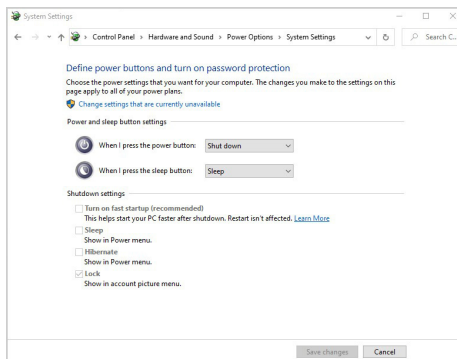 System Settings
Control Panel > Hardware and Sound > Power Options > System Settings
Search C...
Define power buttons and turn on password protection
Choose the power settings that you want for your computer. The changes you make to the settings on this
page apply to all of your power plans.
Change settings that are currently unavailable
Power and sleep button settings
When I press the power button: Shut down
When I press the sleep button: Sleep
Shutdown settings
Turn on fast startup (recommended)
This helps start your PC faster after shutdown. Restart isn't affected. Learn More
Sleep
Show in Power menu.
Hibernate
Show in Power menu.
Lock
Show in account picture menu.
Save changes Cancel